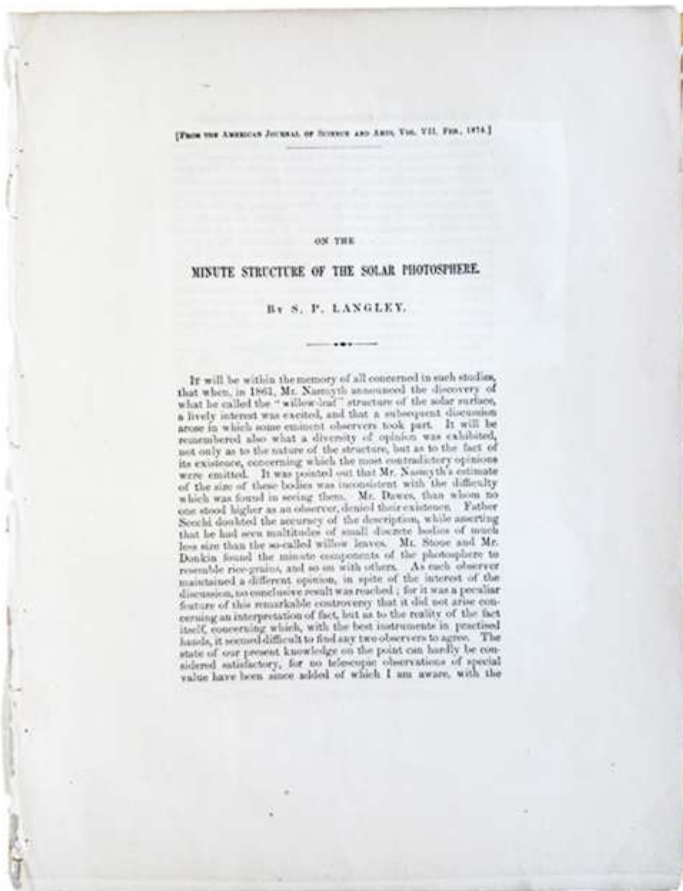 [From the American Journal of Science and Arts, Vol. VII, Feb., 1874.]
ON THE
MINUTE STRUCTURE OF THE SOLAR PHOTOSPHERE.
By S. P. LANGLEY.
It will be within the memory of all concerned in such studies,
that when, in 1861, Mr. Nasmyth announced the discovery of
what he called the "willow-leaf" structure of the solar surface,
a lively interest was excited, and that a subsequent discussion
arose in which some eminent observers took part. It will be
remembered also what a diversity of opinion was exhibited,
not only as to the nature of the structure, but as to the fact of
its existence, concerning which the most contradictory opinions
were emitted. It was pointed out that Mr. Nasmyth's estimate
of the size of these bodies was inconsistent with the difficulty
which was found in seeing them. Mr. Dawes, than whom no
one stood higher as an observer, denied their existence. Father
Secchi doubted the accuracy of the description, while asserting
that he had seen multitudes of small discrete bodies of much
less size than the so-called willow leaves. Mr. Stone and Mr.
Donkin found the minute components of the photosphere to
resemble rice-grains, and so on with others. As each observer
maintained a different opinion, in spite of the interest of the
discussion, no conclusive result was reached; for it was a peculiar
feature of this remarkable controversy that it did not arise con-
cerning an interpretation of fact, but as to the reality of the fact
itself, concerning which, with the best instruments in practised
hands, it seemed difficult to find any two observers to agree. The
state of our present knowledge on the point can hardly be con-
sidered satisfactory, for no telescopic observations of special
value have been since added of which I am aware, with the